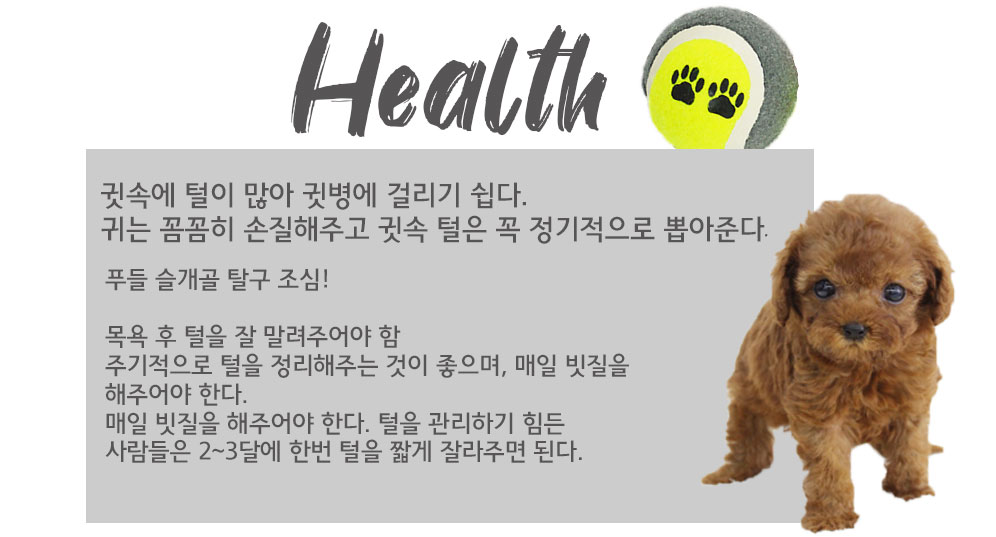 Health
귓속에 털이 많아 귓병에 걸리기 쉽다.
귀는 꼼꼼히 손질해주고 귓속 털은 꼭 정기적으로 뽑아준다.
푸들 슬개골 탈구 조심!
목욕 후 털을 잘 말려주어야 함
주기적으로 털을 정리해주는 것이 좋으며, 매일 빗질을
해주어야 한다.
매일 빗질을 해주어야 한다. 털을 관리하기 힘든
사람들은 2~3달에 한번 털을 짧게 잘라주면 된다.